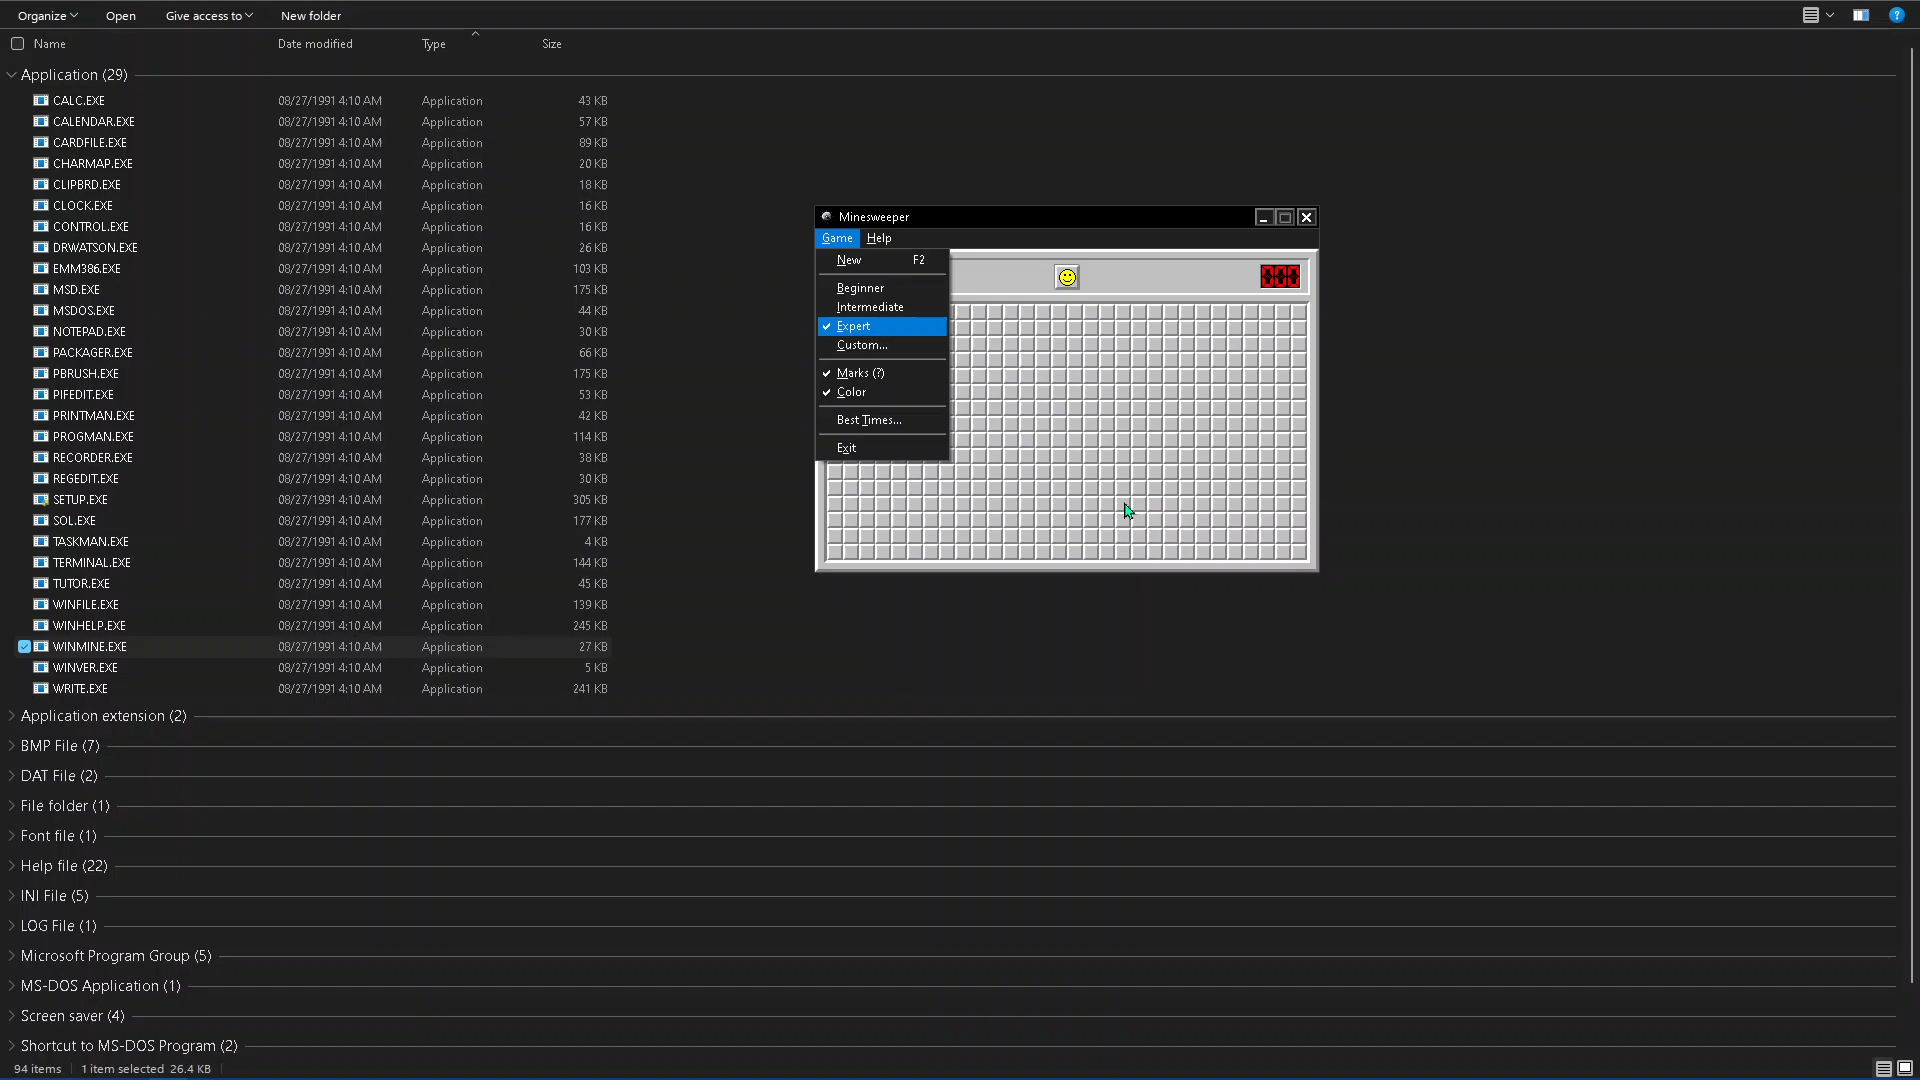 Organize Open Give access to New folder
Name Date modified Type Size
Application (29)
CALC.EXE 08/27/1991 4:10 AM Application 43 KB
CALENDAR.EXE 08/27/1991 4:10 AM Application 57 KB
CARDFILE.EXE 08/27/1991 4:10 AM Application 89 KB
CHARMAP.EXE 08/27/1991 4:10 AM Application 20 KB
CLIPBRD.EXE 08/27/1991 4:10 AM Application 18 KB
CLOCK.EXE 08/27/1991 4:10 AM Application 16 KB
CONTROL.EXE 08/27/1991 4:10 AM Application 16 KB
DRWATSON.EXE 08/27/1991 4:10 AM Application 26 KB
EMM386.EXE 08/27/1991 4:10 AM Application 103 KB
MSD.EXE 08/27/1991 4:10 AM Application 175 KB
MSDOS.EXE 08/27/1991 4:10 AM Application 44 KB
NOTEPAD.EXE 08/27/1991 4:10 AM Application 30 KB
PACKAGER.EXE 08/27/1991 4:10 AM Application 66 KB
PBRUSH.EXE 08/27/1991 4:10 AM Application 175 KB
PIFEDIT.EXE 08/27/1991 4:10 AM Application 53 KB
PRINTMAN.EXE 08/27/1991 4:10 AM Application 42 KB
PROGMAN.EXE 08/27/1991 4:10 AM Application 114 KB
RECORDER.EXE 08/27/1991 4:10 AM Application 38 KB
REGEDIT.EXE 08/27/1991 4:10 AM Application 30 KB
SETUP.EXE 08/27/1991 4:10 AM Application 305 KB
SOL.EXE 08/27/1991 4:10 AM Application 177 KB
TASKMAN.EXE 08/27/1991 4:10 AM Application 4 KB
TERMINAL.EXE 08/27/1991 4:10 AM Application 144 KB
TUTOR.EXE 08/27/1991 4:10 AM Application 45 KB
WINFILE.EXE 08/27/1991 4:10 AM Application 139 KB
WINHELP.EXE 08/27/1991 4:10 AM Application 245 KB
WINMINE.EXE 08/27/1991 4:10 AM Application 27 KB
WINVER.EXE 08/27/1991 4:10 AM Application 5 KB
WRITE.EXE 08/27/1991 4:10 AM Application 241 KB
Application extension (2)
BMP File (7)
DAT File (2)
File folder (1)
Font file (1)
Help file (22)
INI File (5)
LOG File (1)
Microsoft Program Group (5)
MS-DOS Application (1)
Screen saver (4)
Shortcut to MS-DOS Program (2)
94 items 1 item selected 26.4 KB
Minesweeper
Game Help
New F2
Beginner
Intermediate
Expert
Custom...
Marks (?)
Color
Best Times...
Exit
000
?